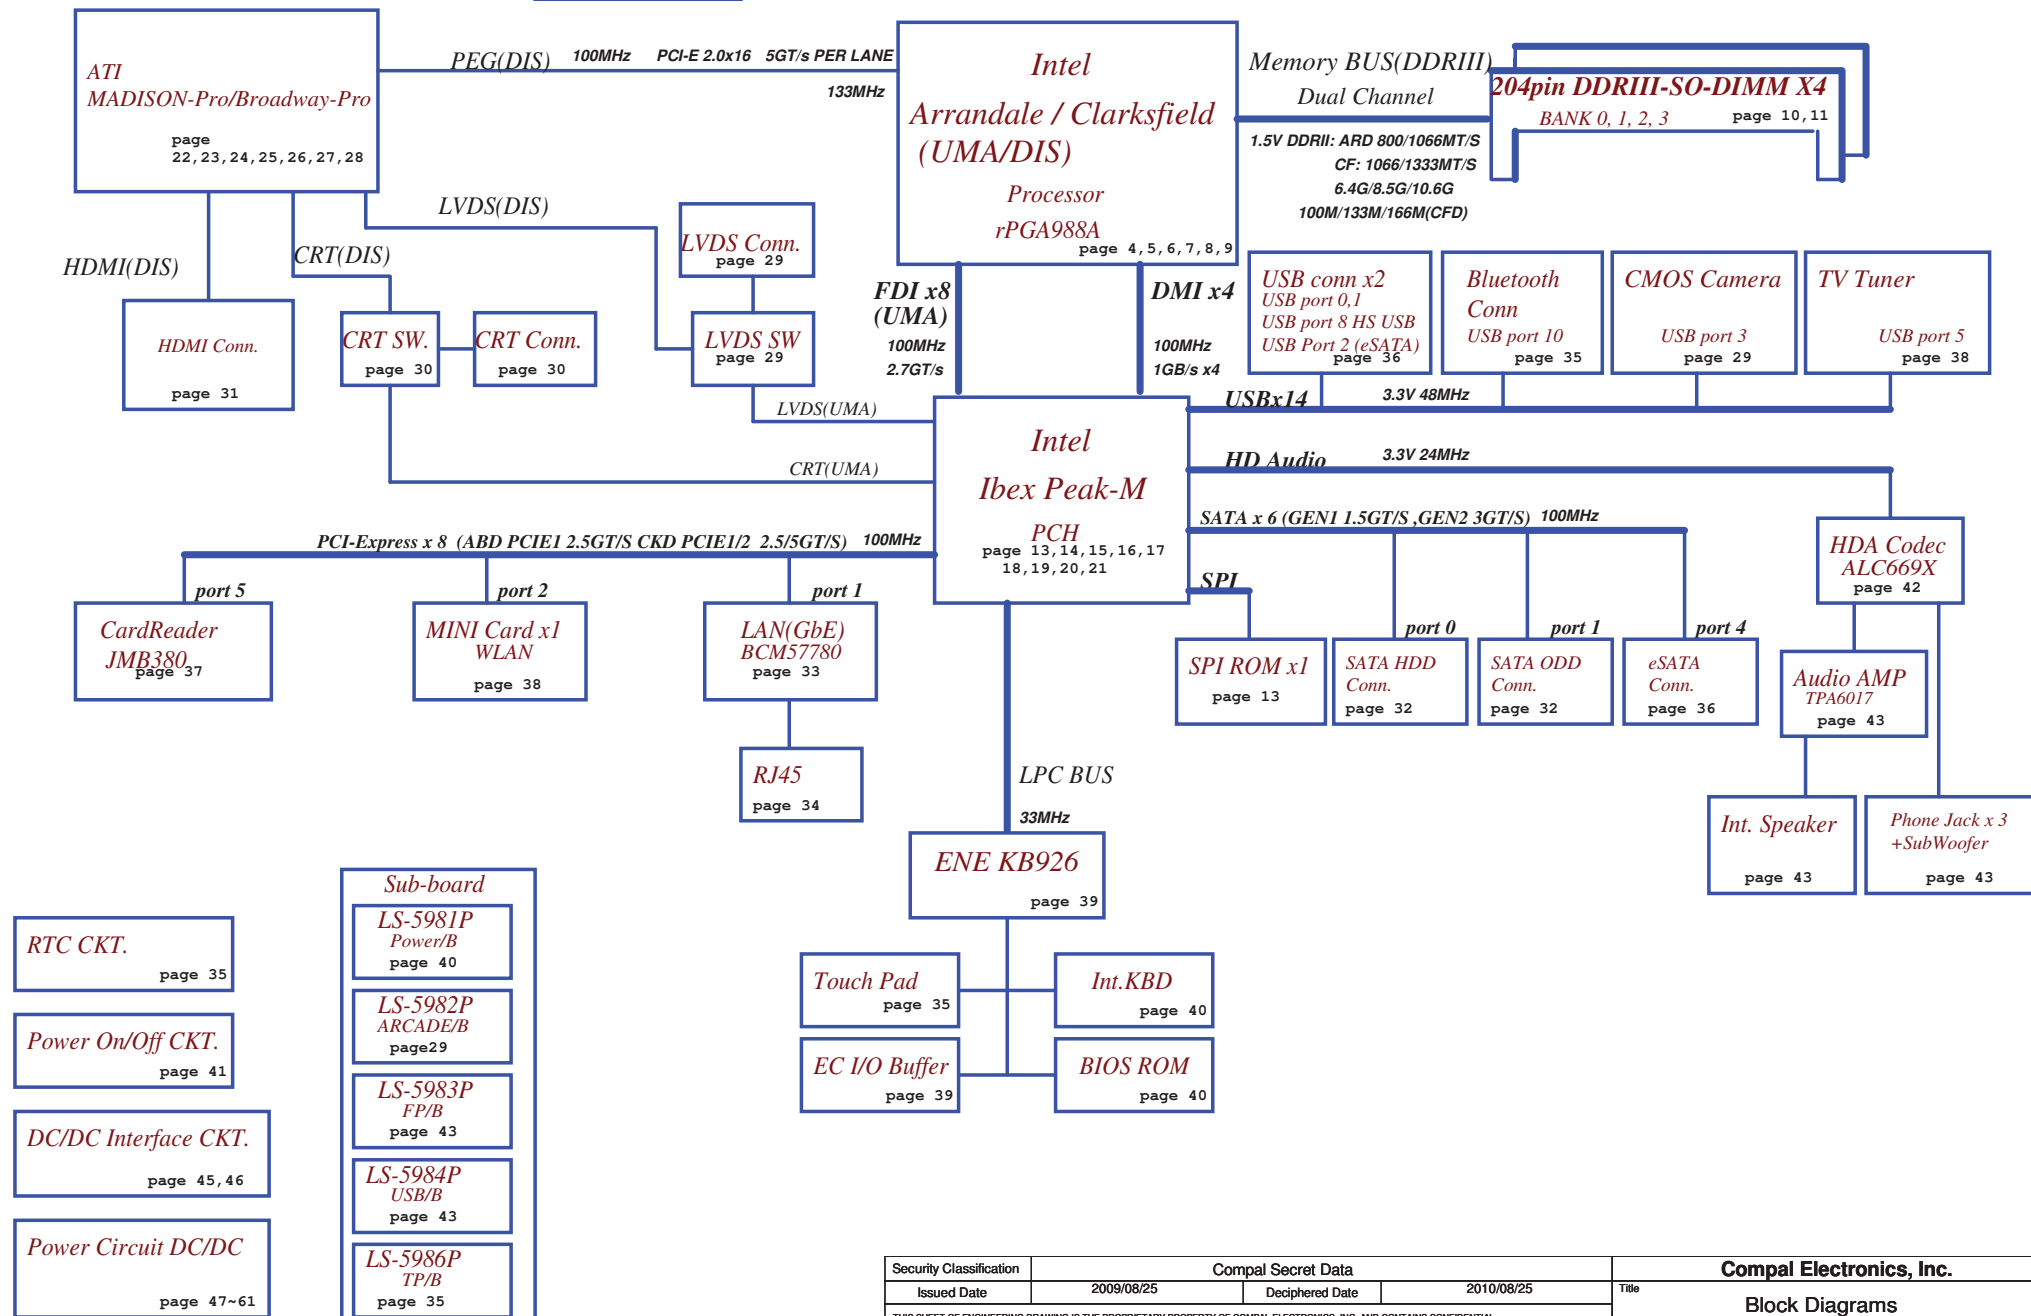 ATI
MADISON-Pro/Broadway-Pro
page
22,23,24,25,26,27,28
PEG(DIS)
100MHz
PCI-E 2.0x16
5GT/s PER LANE
133MHz
Intel
Arrandale / Clarksfield
(UMA/DIS)
Processor
rPGA988A
page 4,5,6,7,8,9
Memory BUS(DDRIII)
Dual Channel
1.5V DDRII: ARD 800/1066MT/S
CF: 1066/1333MT/S
6.4G/8.5G/10.6G
100M/133M/166M(CFD)
204pin DDRIII-SO-DIMM X4
BANK 0, 1, 2, 3
page 10,11
HDMI(DIS)
CRT(DIS)
LVDS(DIS)
LVDS Conn.
page 29
HDMI Conn.
page 31
CRT SW.
page 30
CRT Conn.
page 30
LVDS SW
page 29
LVDS(UMA)
CRT(UMA)
FDI x8
(UMA)
100MHz
2.7GT/s
DMI x4
100MHz
1GB/s x4
USB conn x2
USB port 0,1
USB port 8 HS USB
USB Port 2 (eSATA)
page 36
Bluetooth
Conn
USB port 10
page 35
CMOS Camera
USB port 3
page 29
TV Tuner
USB port 5
page 38
USBx14
3.3V 48MHz
HD Audio
3.3V 24MHz
Intel
Ibex Peak-M
PCH
page 13,14,15,16,17
18,19,20,21
SATA x 6 (GEN1 1.5GT/S ,GEN2 3GT/S)
100MHz
SPI
PCI-Express x 8 (ABD PCIE1 2.5GT/S CKD PCIE1/2 2.5/5GT/S)
100MHz
port 5
CardReader
JMB380
page 37
port 2
MINI Card x1
WLAN
page 38
port 1
LAN(GbE)
BCM57780
page 33
RJ45
page 34
SPI ROM x1
page 13
port 0
SATA HDD
Conn.
page 32
port 1
SATA ODD
Conn.
page 32
port 4
eSATA
Conn.
page 36
HDA Codec
ALC669X
page 42
Audio AMP
TPA6017
page 43
Int. Speaker
page 43
Phone Jack x 3
+SubWoofer
page 43
LPC BUS
33MHz
ENE KB926
page 39
Touch Pad
page 35
Int.KBD
page 40
EC I/O Buffer
page 39
BIOS ROM
page 40
RTC CKT.
page 35
Power On/Off CKT.
page 41
DC/DC Interface CKT.
page 45,46
Power Circuit DC/DC
page 47~61
Sub-board
LS-5981P
Power/B
page 40
LS-5982P
ARCADE/B
page29
LS-5983P
FP/B
page 43
LS-5984P
USB/B
page 43
LS-5986P
TP/B
page 35
Security Classification
Compal Secret Data
Issued Date
2009/08/25
Deciphered Date
2010/08/25
THIS SHEET OF ENGINEERING DRAWING IS THE PROPRIETARY PROPERTY OF COMPAL ELECTRONICS, INC. AND CONTAINS CONFIDENTIAL
Compal Electronics, Inc.
Title
Block Diagrams